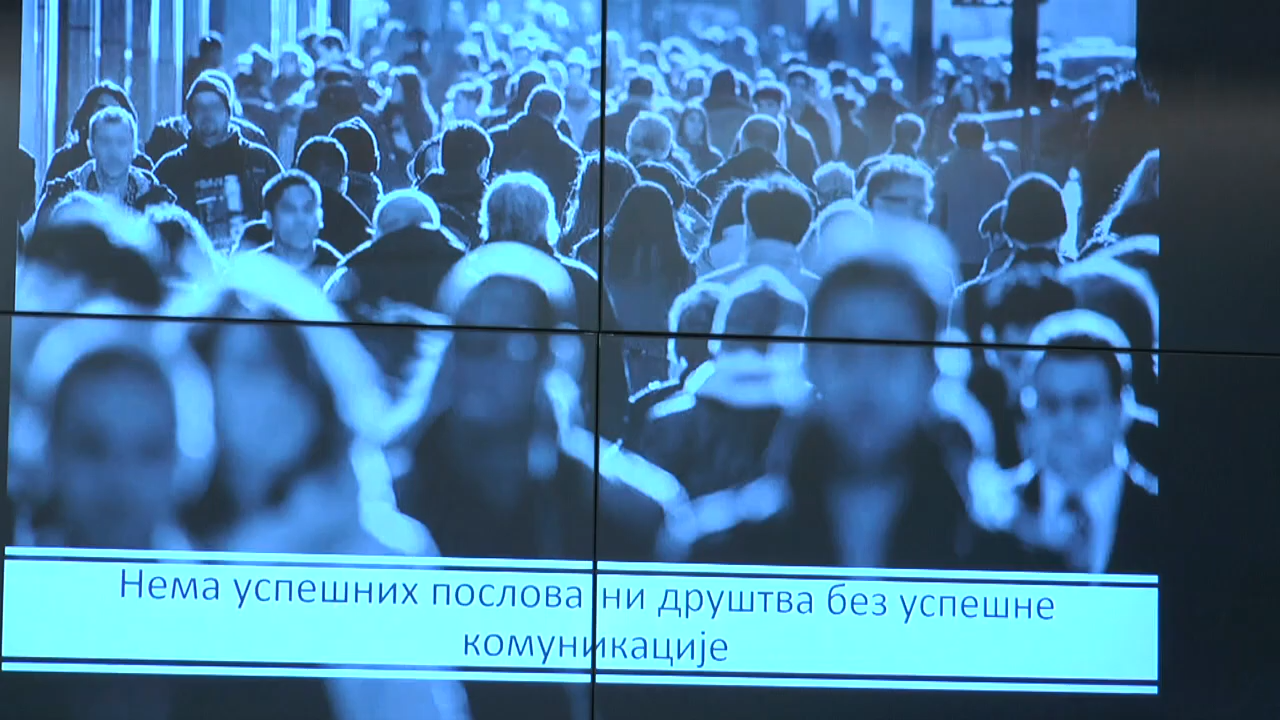 Нема успешних послова ни друштва без успешне
комуникације